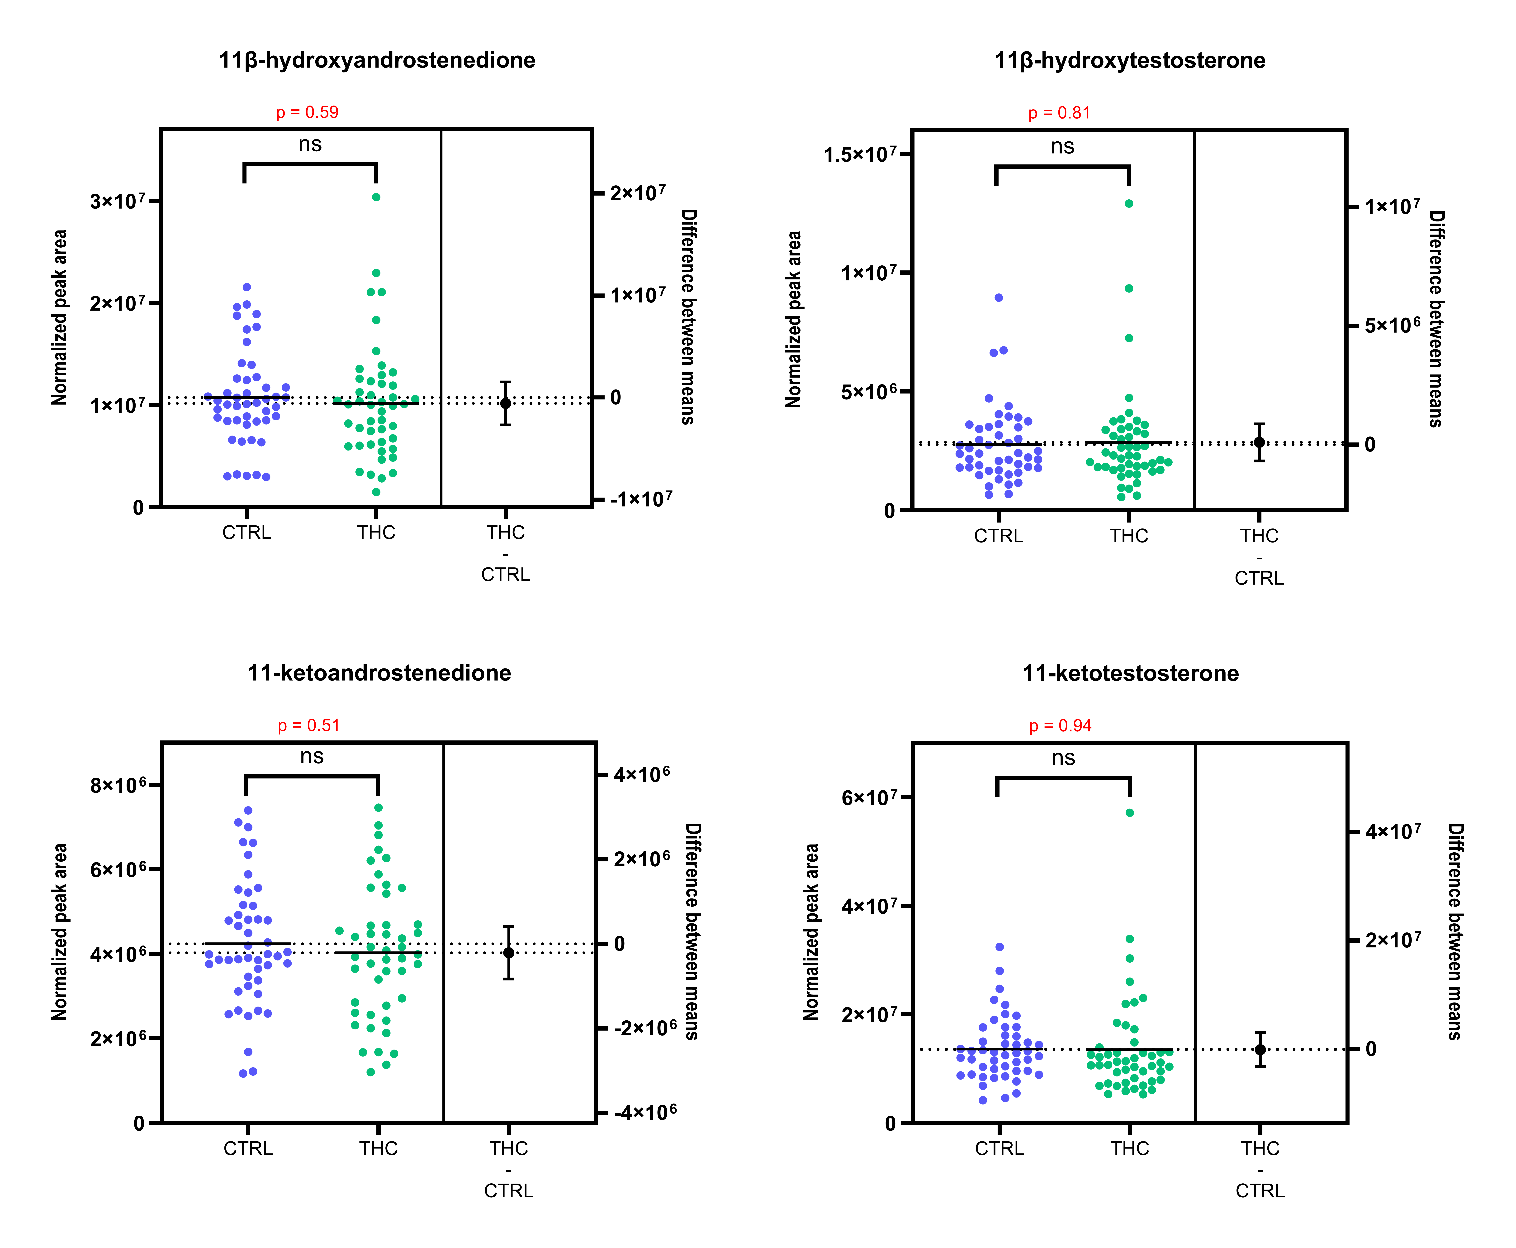 11β-hydroxyandrostenedione
p = 0.59
ns
3×10⁷
2×10⁷
1×10⁷
0
Normalized peak area
2×10⁷
1×10⁷
0
-1×10⁷
Difference between means
CTRL
THC
THC
-
CTRL
11β-hydroxytestosterone
p = 0.81
ns
1.5×10⁷
1×10⁷
5×10⁶
0
Normalized peak area
1×10⁷
5×10⁶
0
Difference between means
CTRL
THC
THC
-
CTRL
11-ketoandrostenedione
p = 0.51
ns
8×10⁶
6×10⁶
4×10⁶
2×10⁶
0
Normalized peak area
4×10⁶
2×10⁶
0
-2×10⁶
-4×10⁶
Difference between means
CTRL
THC
THC
-
CTRL
11-ketotestosterone
p = 0.94
ns
6×10⁷
4×10⁷
2×10⁷
0
Normalized peak area
4×10⁷
2×10⁷
0
Difference between means
CTRL
THC
THC
-
CTRL